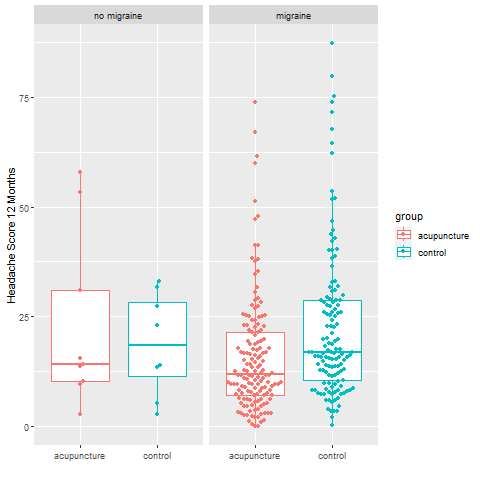 no migraine
migraine
Headache Score 12 Months
75
50
25
0
acupuncture
control
acupuncture
control
group
acupuncture
control